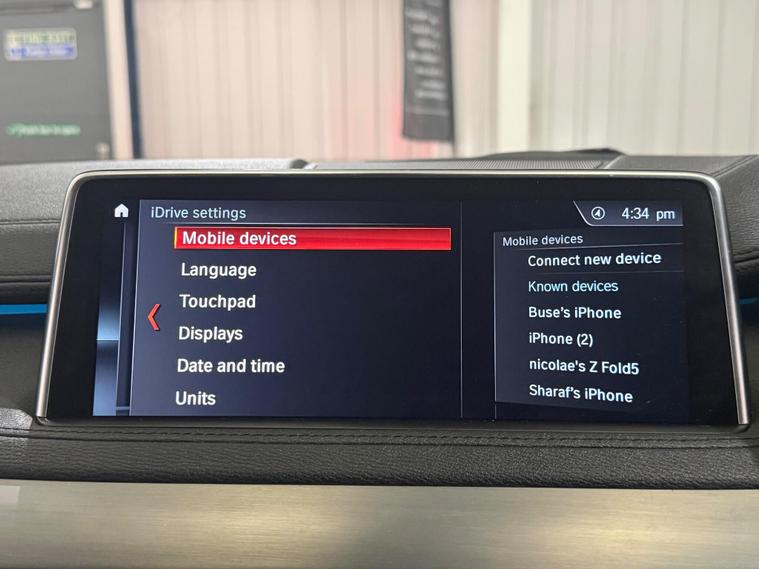 iDrive settings
4:34 pm
Mobile devices
Language
Touchpad
Displays
Date and time
Units
Mobile devices
Connect new device
Known devices
Buse's iPhone
iPhone (2)
nicolae's Z Fold5
Sharaf's iPhone